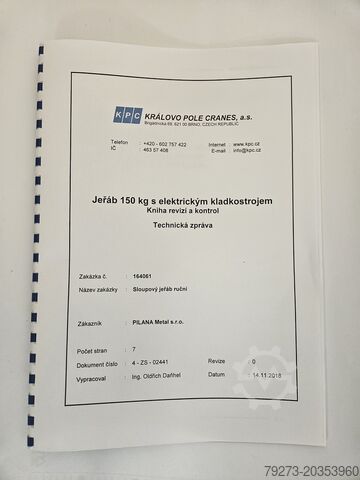 KPC KRÁLOVO POLE CRANES, a.s.
Brigádnická 69, 621 00 BRNO, CZECH REPUBLIC
Telefon : +420 - 602 757 422 Internet : www.kpc.cz
IČ : 463 57 408 E-mail : info@kpc.cz
Jeřáb 150 kg s elektrickým kladkostrojem
Kniha revizí a kontrol
Technická zpráva
Zakázka č. : 164061
Název zakázky : Sloupový jeřáb ruční
Zákazník : PILANA Metal s.r.o.
Počet stran : 7
Dokument číslo : 4 - ZS - 02441 Revize : 0
Vypracoval : Ing. Oldřich Daňhel Datum : 14.11.2018
79273-20353960